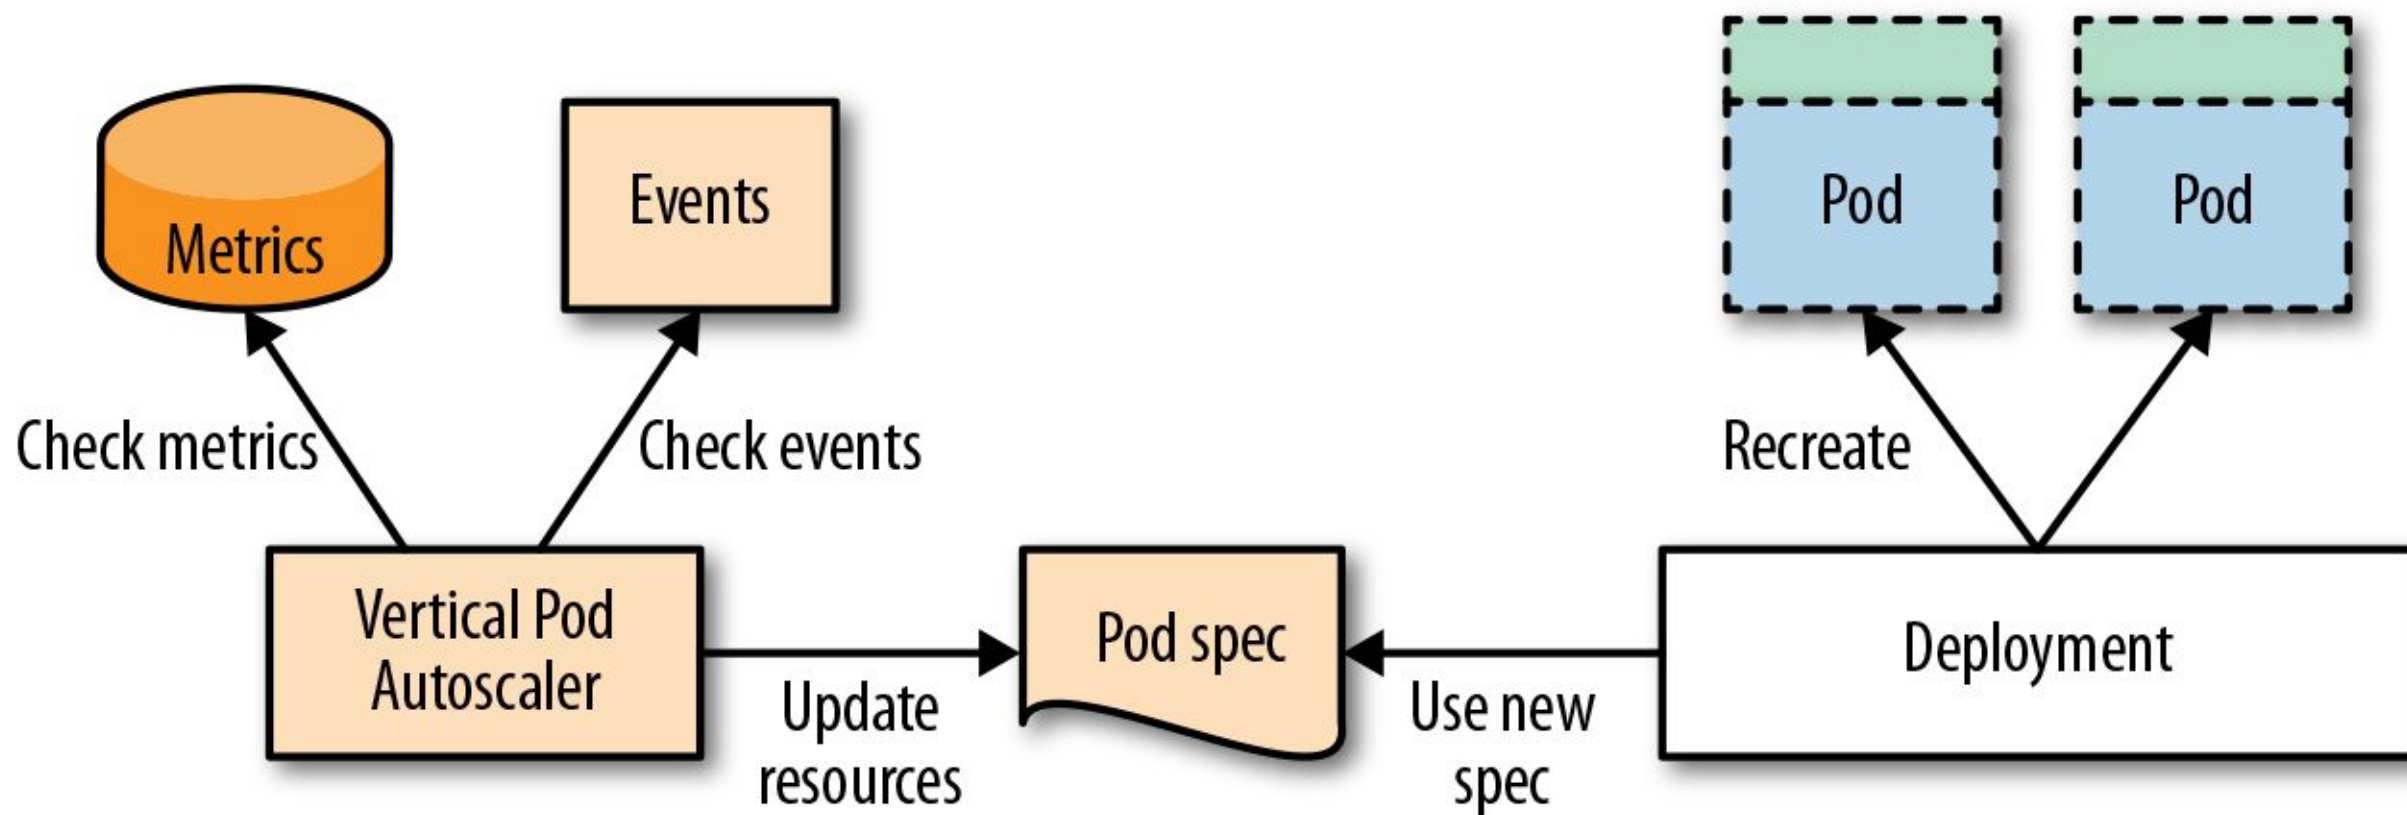 Metrics
Events
Pod
Pod
Check metrics
Check events
Recreate
Vertical Pod
Autoscaler
Update
resources
Pod spec
Use new
spec
Deployment